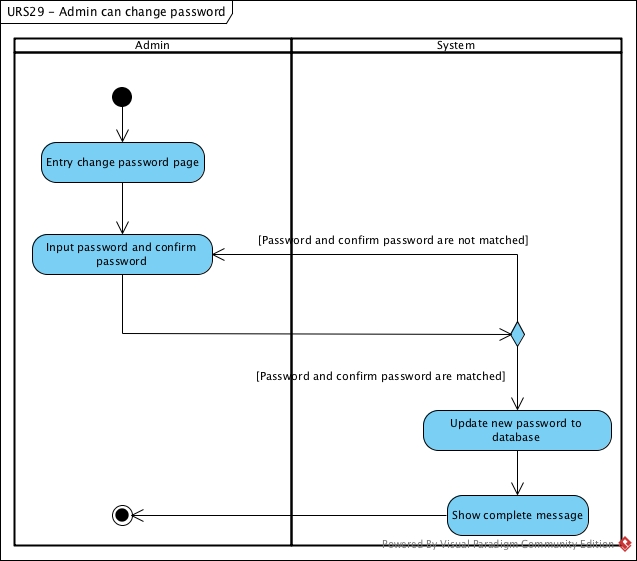 URS29 - Admin can change password
Admin
System
Entry change password page
Input password and confirm
password
[Password and confirm password are not matched]
[Password and confirm password are matched]
Update new password to
database
Show complete message
Powered By Visual Paradigm Community Edition